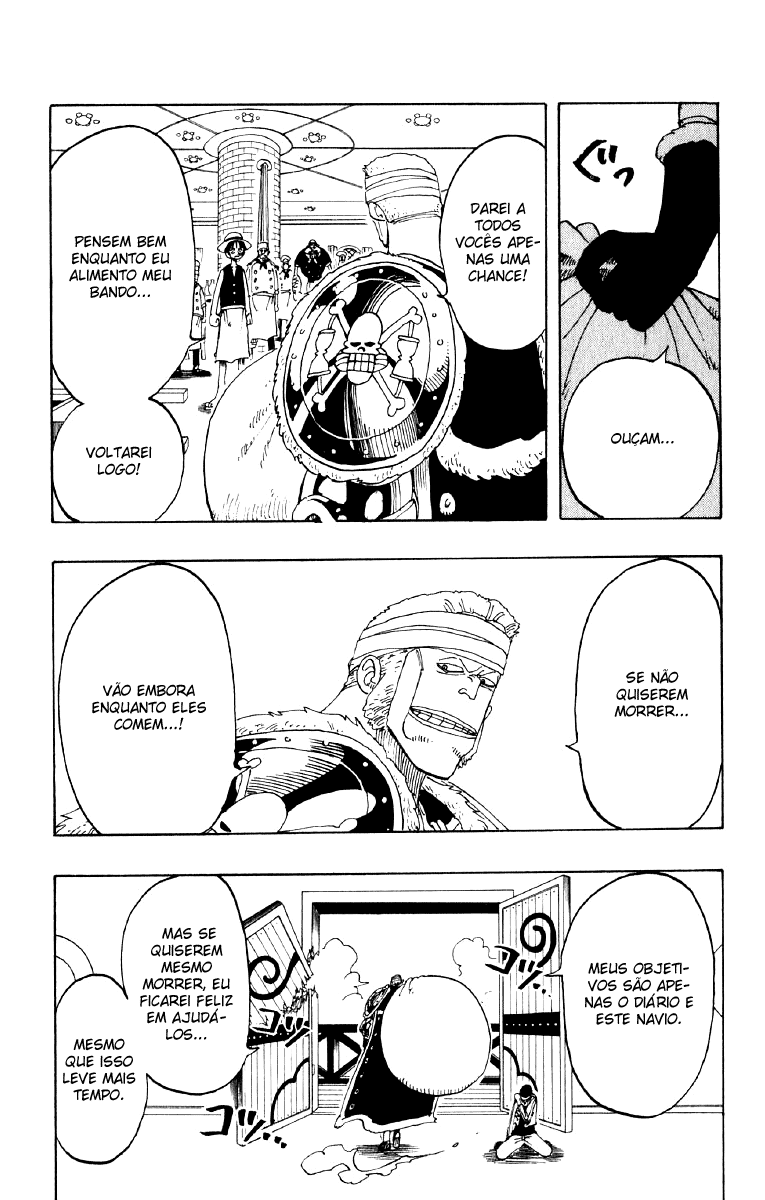 ぐっ
OUÇAM...
DAREI A
TODOS
VOCÊS APE-
NAS UMA
CHANCE!
PENSEM BEM
ENQUANTO EU
ALIMENTO MEU
BANDO...
VOLTAREI
LOGO!
SE NÃO
QUISEREM
MORRER...
VÃO EMBORA
ENQUANTO ELES
COMEM...!
MEUS OBJETI-
VOS SÃO APE-
NAS O DIÁRIO E
ESTE NAVIO.
コツ...
MAS SE
QUISEREM
MESMO
MORRER, EU
FICAREI FELIZ
EM AJUDÁ-
LOS...
コツ...
MESMO
QUE ISSO
LEVE MAIS
TEMPO.
コツ...